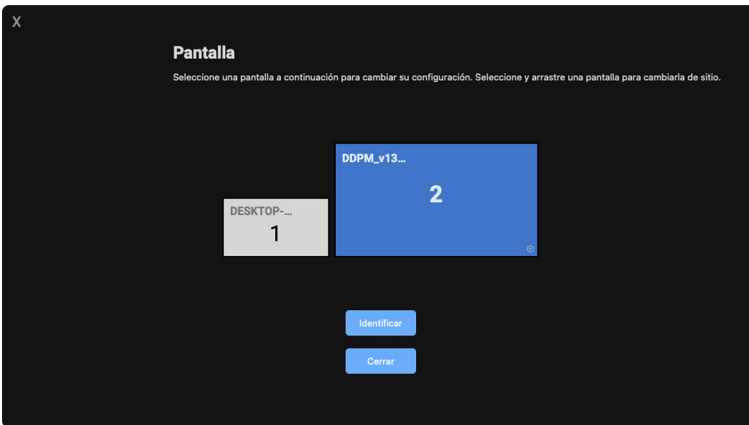 X
Pantalla
Seleccione una pantalla a continuación para cambiar su configuración. Seleccione y arrastre una pantalla para cambiarla de sitio.
DDPM_v13...
2
DESKTOP-...
1
Identificar
Cerrar